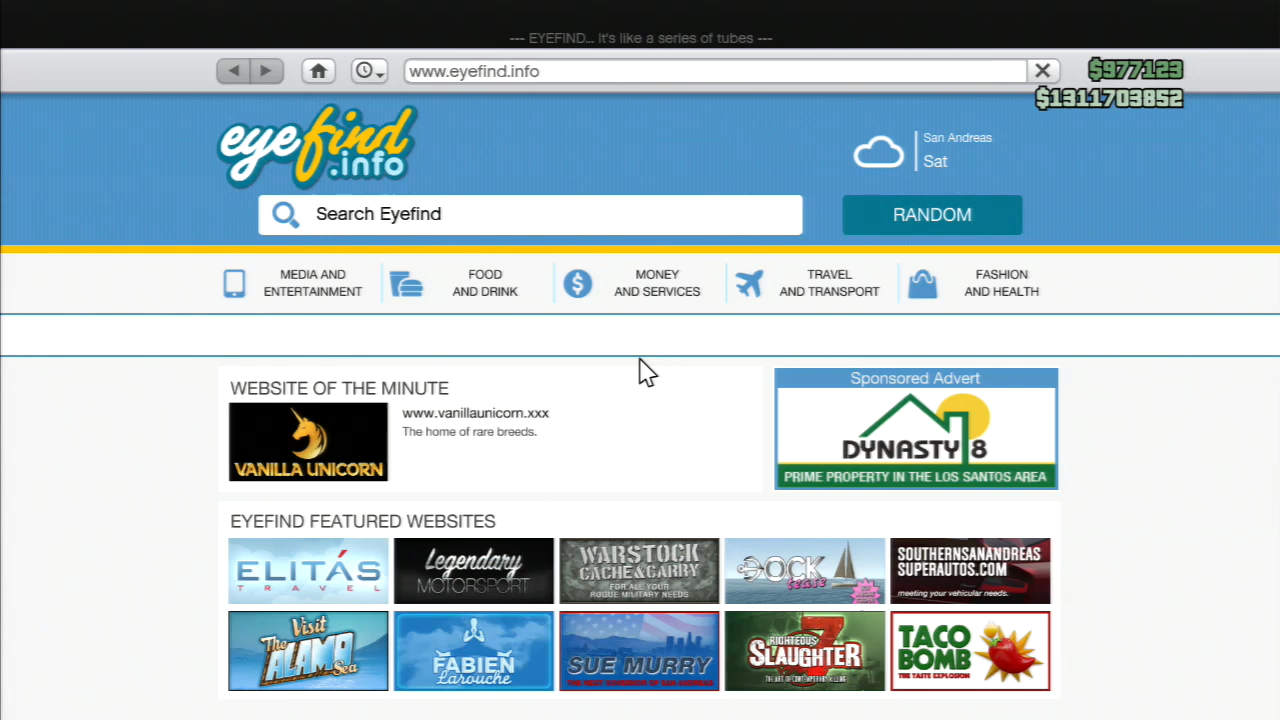 --- EYEFIND... It's like a series of tubes ---
www.eyefind.info
$977123
$1311703852
eyefind
.info
San Andreas
Sat
Search Eyefind
RANDOM
MEDIA AND
ENTERTAINMENT
FOOD
AND DRINK
MONEY
AND SERVICES
TRAVEL
AND TRANSPORT
FASHION
AND HEALTH
WEBSITE OF THE MINUTE
VANILLA UNICORN
www.vanillaunicorn.xxx
The home of rare breeds.
Sponsored Advert
DYNASTY 8
PRIME PROPERTY IN THE LOS SANTOS AREA
EYEFIND FEATURED WEBSITES
ELITÁS
TRAVEL
Legendary
MOTORSPORT
WARSTOCK
CACHE & CARRY
FOR ALL YOUR
ROGUE MILITARY NEEDS
DOCK
tease
SOUTHERNSANANDREAS
SUPERAUTOS.COM
meeting your vehicular needs.
Visit
The
ALAMO
Sea
FABIEN
Larouche
SUE MURRY
RIGHTEOUS
SLAUGHTER
7
THE ART OF CONTEMPORARY KILLING
TACO
BOMB
THE TASTE EXPLOSION